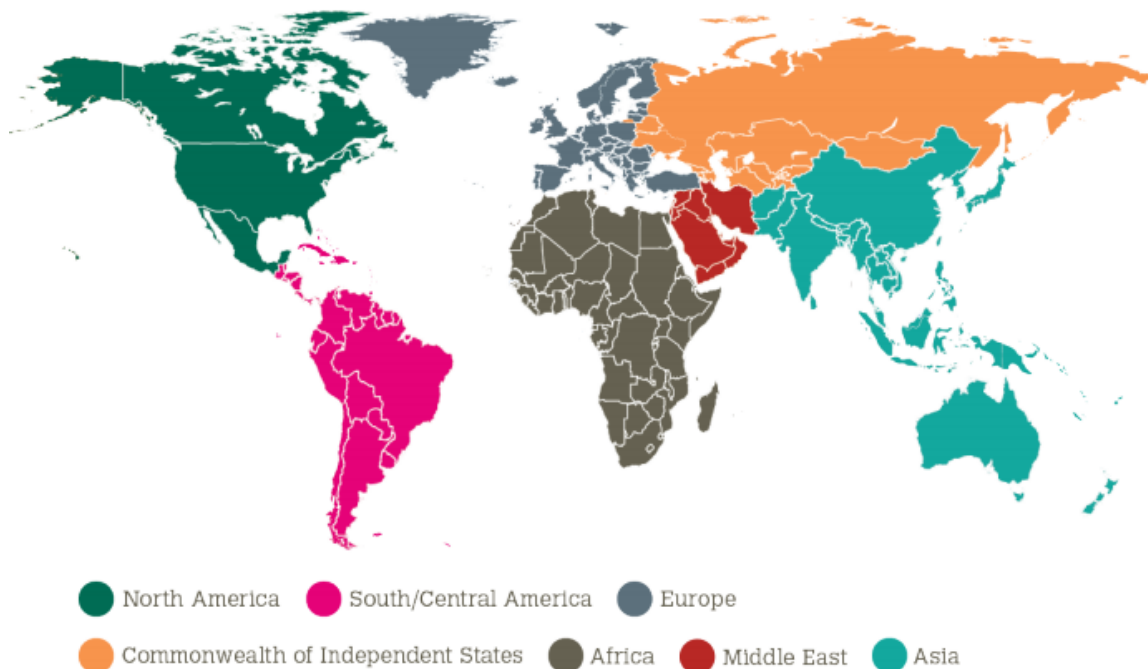 North America South/Central America Europe
Commonwealth of Independent States Africa Middle East Asia